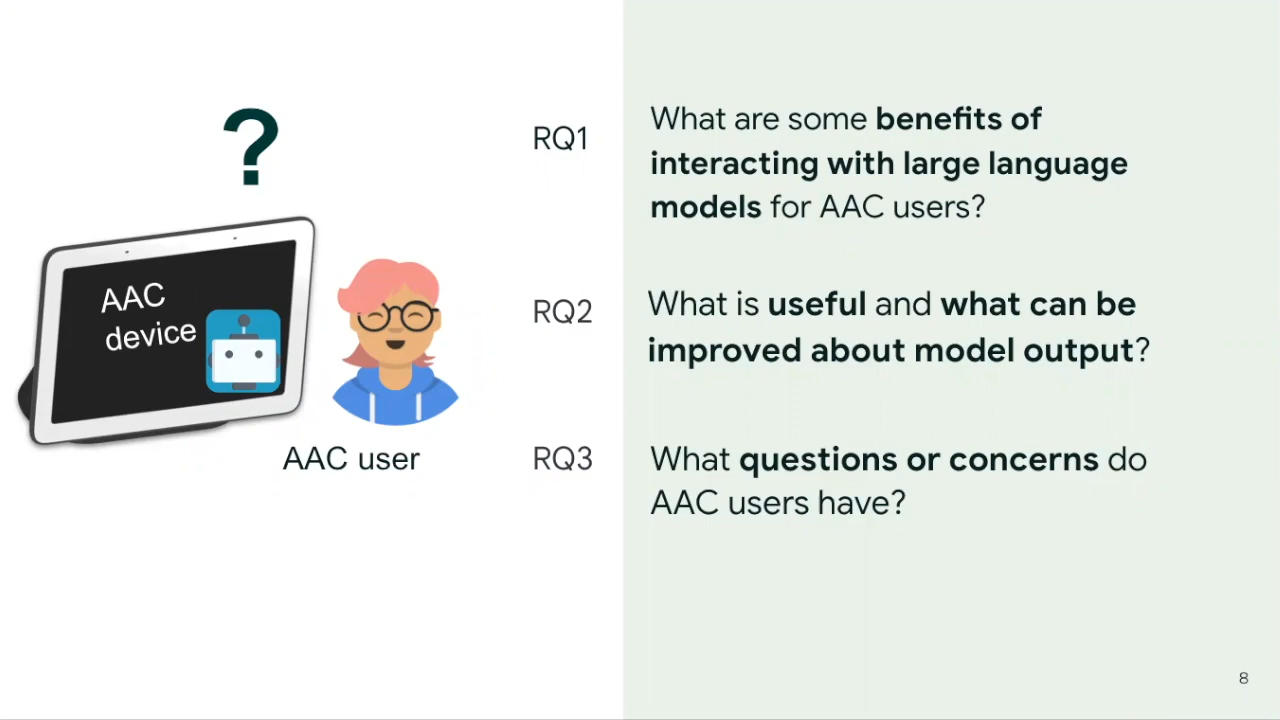 ?
AAC
device
AAC user
RQ1
What are some benefits of
interacting with large language
models for AAC users?
RQ2
What is useful and what can be
improved about model output?
RQ3
What questions or concerns do
AAC users have?
8